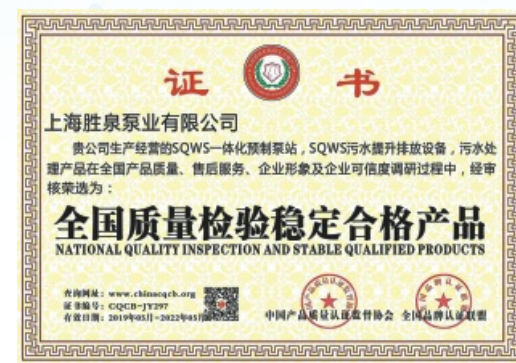 证 书
上海胜泉泵业有限公司
贵公司生产经营的SQWS一体化预制泵站，SQWS污水提升排放设备，污水处
理产品在全国产品质量、售后服务、企业形象及企业可信度调研过程中，经审
核荣选为：
全国质量检验稳定合格产品
NATIONAL QUALITY INSPECTION AND STABLE QUALIFIED PRODUCTS
查询网址：www.chinacqcb.org
证书编号：CQCB-JY297
有效日期：2019年05月-2022年05月
中国产品质量认证监督协会 全国品牌认证联盟